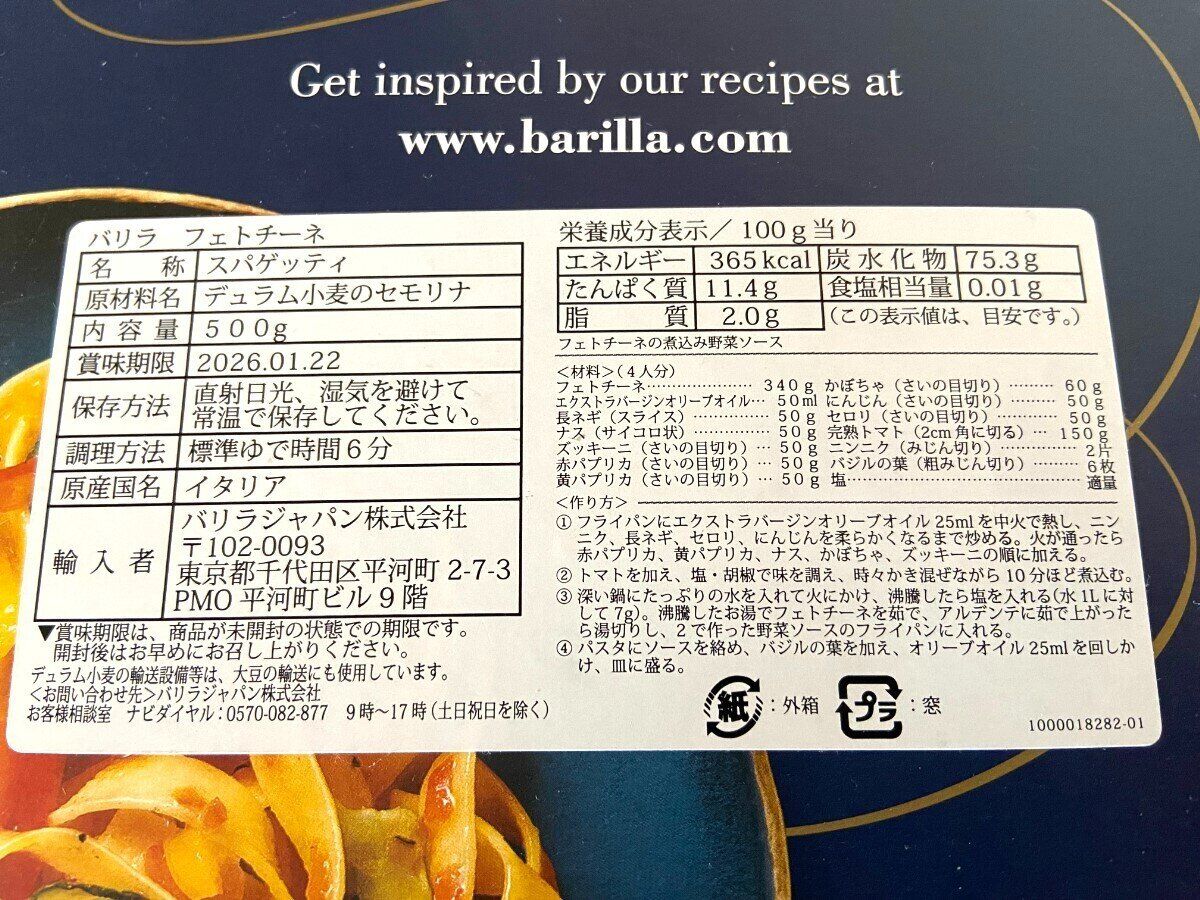 Get inspired by our recipes at
www.barilla.com
バリラ フェトチーネ
名 称 スパゲッティ
原材料名 デュラム小麦のセモリナ
内容量 500g
賞味期限 2026.01.22
保存方法 直射日光、湿気を避けて
常温で保存してください。
調理方法 標準ゆで時間6分
原産国名 イタリア
輸入者 バリラジャパン株式会社
〒102-0093
東京都千代田区平河町 2-7-3
PMO 平河町ビル 9 階
▼賞味期限は、商品が未開封の状態での期限です。
開封後はお早めにお召し上がりください。
デュラム小麦の輸送設備等は、大豆の輸送にも使用しています。
<お問い合わせ先>バリラジャパン株式会社
お客様相談室 ナビダイヤル:0570-082-877 9時〜17時(土日祝日を除く)
栄養成分表示/100g当り
エネルギー 365kcal 炭水化物 75.3g
たんぱく質 11.4g 食塩相当量 0.01g
脂質 2.0g (この表示値は、目安です。)
フェトチーネの煮込み野菜ソース
<材料>(4人分)
フェトチーネ………………… 340g かぼちゃ(さいの目切り)……… 60g
エクストラバージンオリーブオイル… 50ml にんじん(さいの目切り)……… 50g
長ネギ(スライス)…………… 50g セロリ(さいの目切り)………… 50g
ナス(サイコロ状)…………… 50g 完熟トマト(2cm角に切る)… 150g
ズッキーニ(さいの目切り)… 50g ニンニク(みじん切り)………… 2片
赤パプリカ(さいの目切り)… 50g バジルの葉(粗みじん切り)……… 6枚
黄パプリカ(さいの目切り)… 50g 塩…………………………………… 適量
<作り方>
① フライパンにエクストラバージンオリーブオイル25mlを中火で熱し、ニン
ニク、長ネギ、セロリ、にんじんを柔らかくなるまで炒める。火が通ったら
赤パプリカ、黄パプリカ、ナス、かぼちゃ、ズッキーニの順に加える。
② トマトを加え、塩・胡椒で味を調え、時々かき混ぜながら10分ほど煮込む。
③ 深い鍋にたっぷりの水を入れて火にかけ、沸騰したら塩を入れる(水1Lに対
して7g)。沸騰したお湯でフェトチーネを茹で、アルデンテに茹で上がった
ら湯切りし、2で作った野菜ソースのフライパンに入れる。
④ パスタにソースを絡め、バジルの葉を加え、オリーブオイル25mlを回しか
け、皿に盛る。
紙:外箱 プラ:窓
1000018282-01